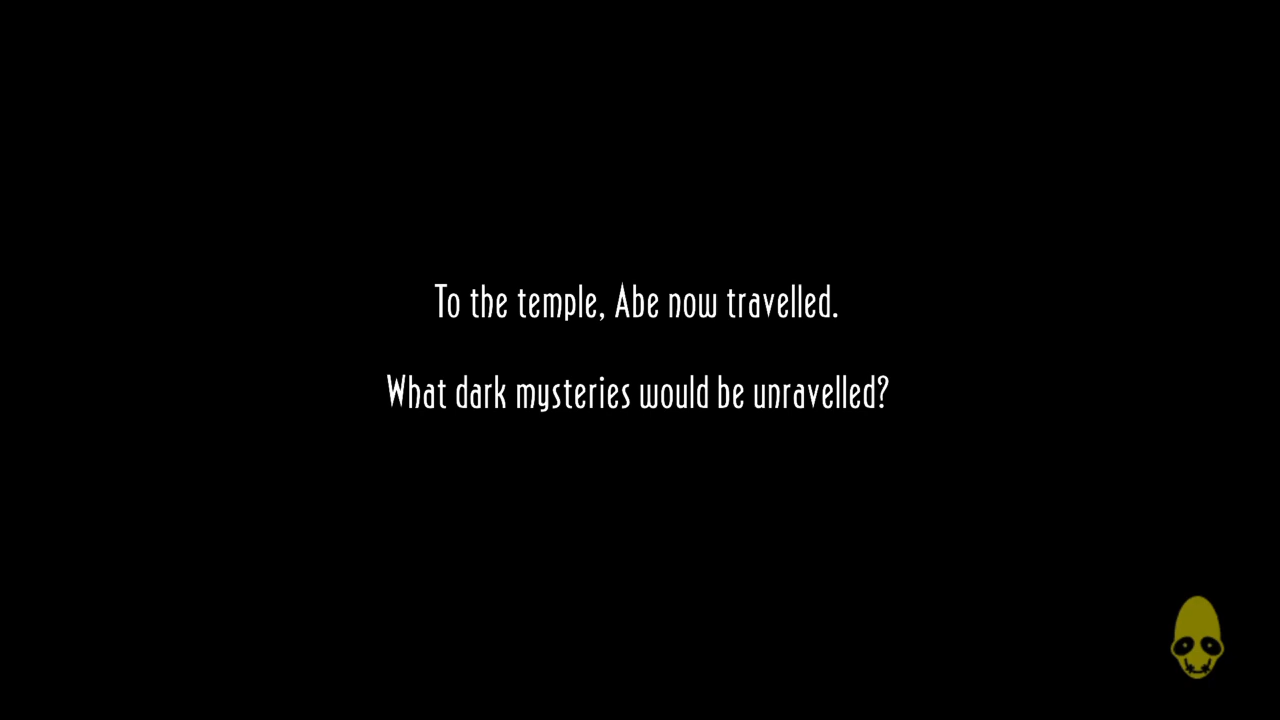 To the temple, Abe now travelled.
What dark mysteries would be unravelled?